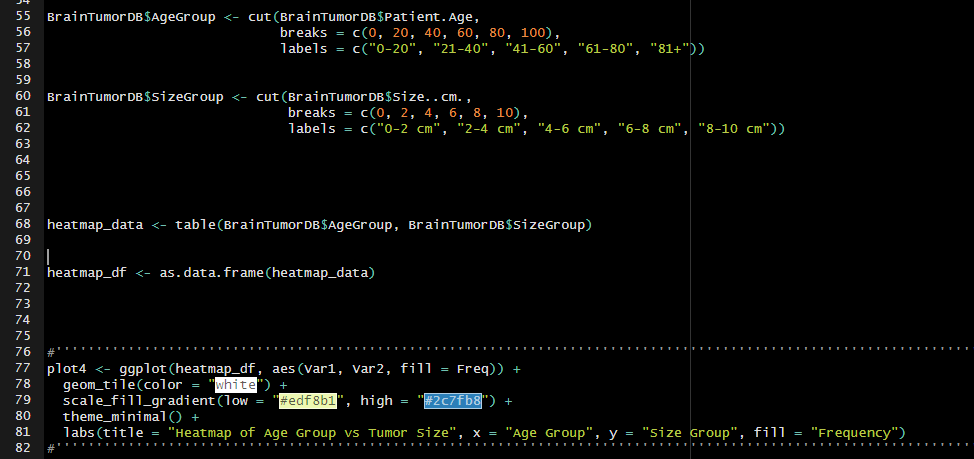 54
55 BrainTumorDB$AgeGroup <- cut(BrainTumorDB$Patient.Age,
56 breaks = c(0, 20, 40, 60, 80, 100),
57 labels = c("0-20", "21-40", "41-60", "61-80", "81+"))
58
59
60 BrainTumorDB$SizeGroup <- cut(BrainTumorDB$Size..cm.,
61 breaks = c(0, 2, 4, 6, 8, 10),
62 labels = c("0-2 cm", "2-4 cm", "4-6 cm", "6-8 cm", "8-10 cm"))
63
64
65
66
67
68 heatmap_data <- table(BrainTumorDB$AgeGroup, BrainTumorDB$SizeGroup)
69
70
71 heatmap_df <- as.data.frame(heatmap_data)
72
73
74
75
76 #''''''''''''''''''''''''''''''''''''''''''''''''''''''''''''''''''''''''''''''''''''''''''''''''''''''''''''''''''
77 plot4 <- ggplot(heatmap_df, aes(Var1, Var2, fill = Freq)) +
78 geom_tile(color = "white") +
79 scale_fill_gradient(low = "#edf8b1", high = "#2c7fb8") +
80 theme_minimal() +
81 labs(title = "Heatmap of Age Group vs Tumor Size", x = "Age Group", y = "Size Group", fill = "Frequency")
82 #''''''''''''''''''''''''''''''''''''''''''''''''''''''''''''''''''''''''''''''''''''''''''''''''''''''''''''''''''